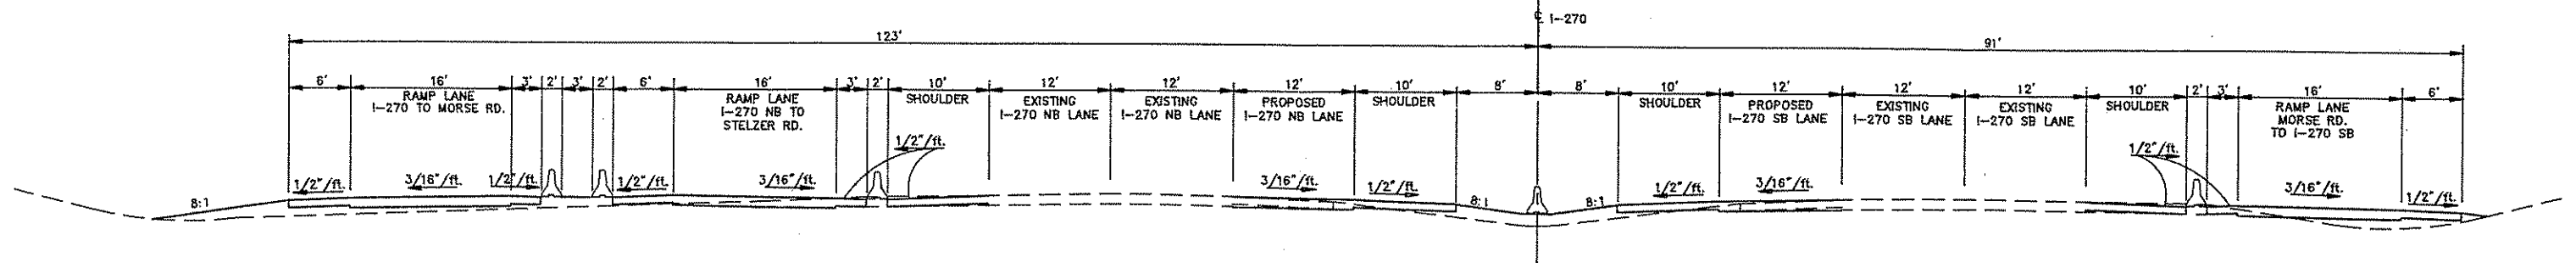 ℄ I-270
123'
91'
6' 16' 3' 2' 3' 2' 6' 16' 3' 2' 10' 12' 12' 12' 10' 8' 8' 10' 12' 12' 12' 10' 2' 3' 16' 6'
RAMP LANE
I-270 TO MORSE RD.
RAMP LANE
I-270 NB TO
STELZER RD.
SHOULDER
EXISTING
I-270 NB LANE
EXISTING
I-270 NB LANE
PROPOSED
I-270 NB LANE
SHOULDER
SHOULDER
PROPOSED
I-270 SB LANE
EXISTING
I-270 SB LANE
EXISTING
I-270 SB LANE
SHOULDER
RAMP LANE
MORSE RD.
TO I-270 SB
1/2"/ft.
1/2"/ft.
1/2"/ft. 3/16"/ft. 1/2"/ft. 1/2"/ft. 3/16"/ft. 3/16"/ft. 1/2"/ft. 1/2"/ft. 3/16"/ft. 3/16"/ft. 1/2"/ft.
8:1 8:1 8:1